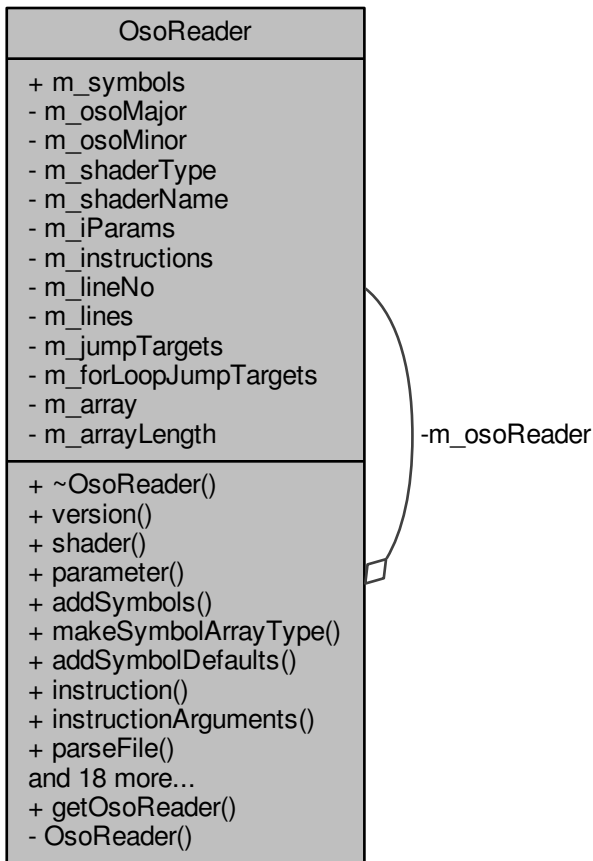 OsoReader
+ m_symbols
- m_osoMajor
- m_osoMinor
- m_shaderType
- m_shaderName
- m_iParams
- m_instructions
- m_lineNo
- m_lines
- m_jumpTargets
- m_forLoopJumpTargets
- m_array
- m_arrayLength
+ ~OsoReader()
+ version()
+ shader()
+ parameter()
+ addSymbols()
+ makeSymbolArrayType()
+ addSymbolDefaults()
+ instruction()
+ instructionArguments()
+ parseFile()
and 18 more...
+ getOsoReader()
- OsoReader()
-m_osoReader